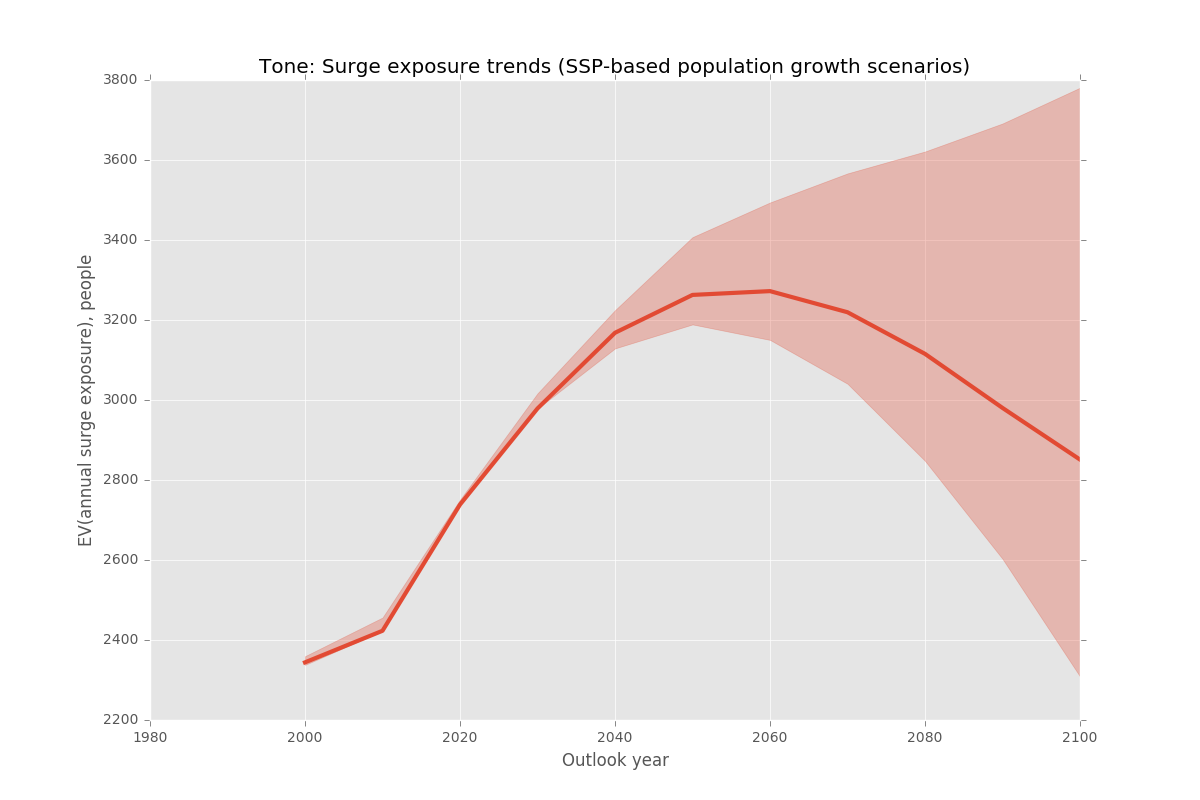 Tone: Surge exposure trends (SSP-based population growth scenarios)
3800
3600
3400
3200
3000
2800
2600
2400
2200
EV(annual surge exposure), people
1980 2000 2020 2040 2060 2080 2100
Outlook year